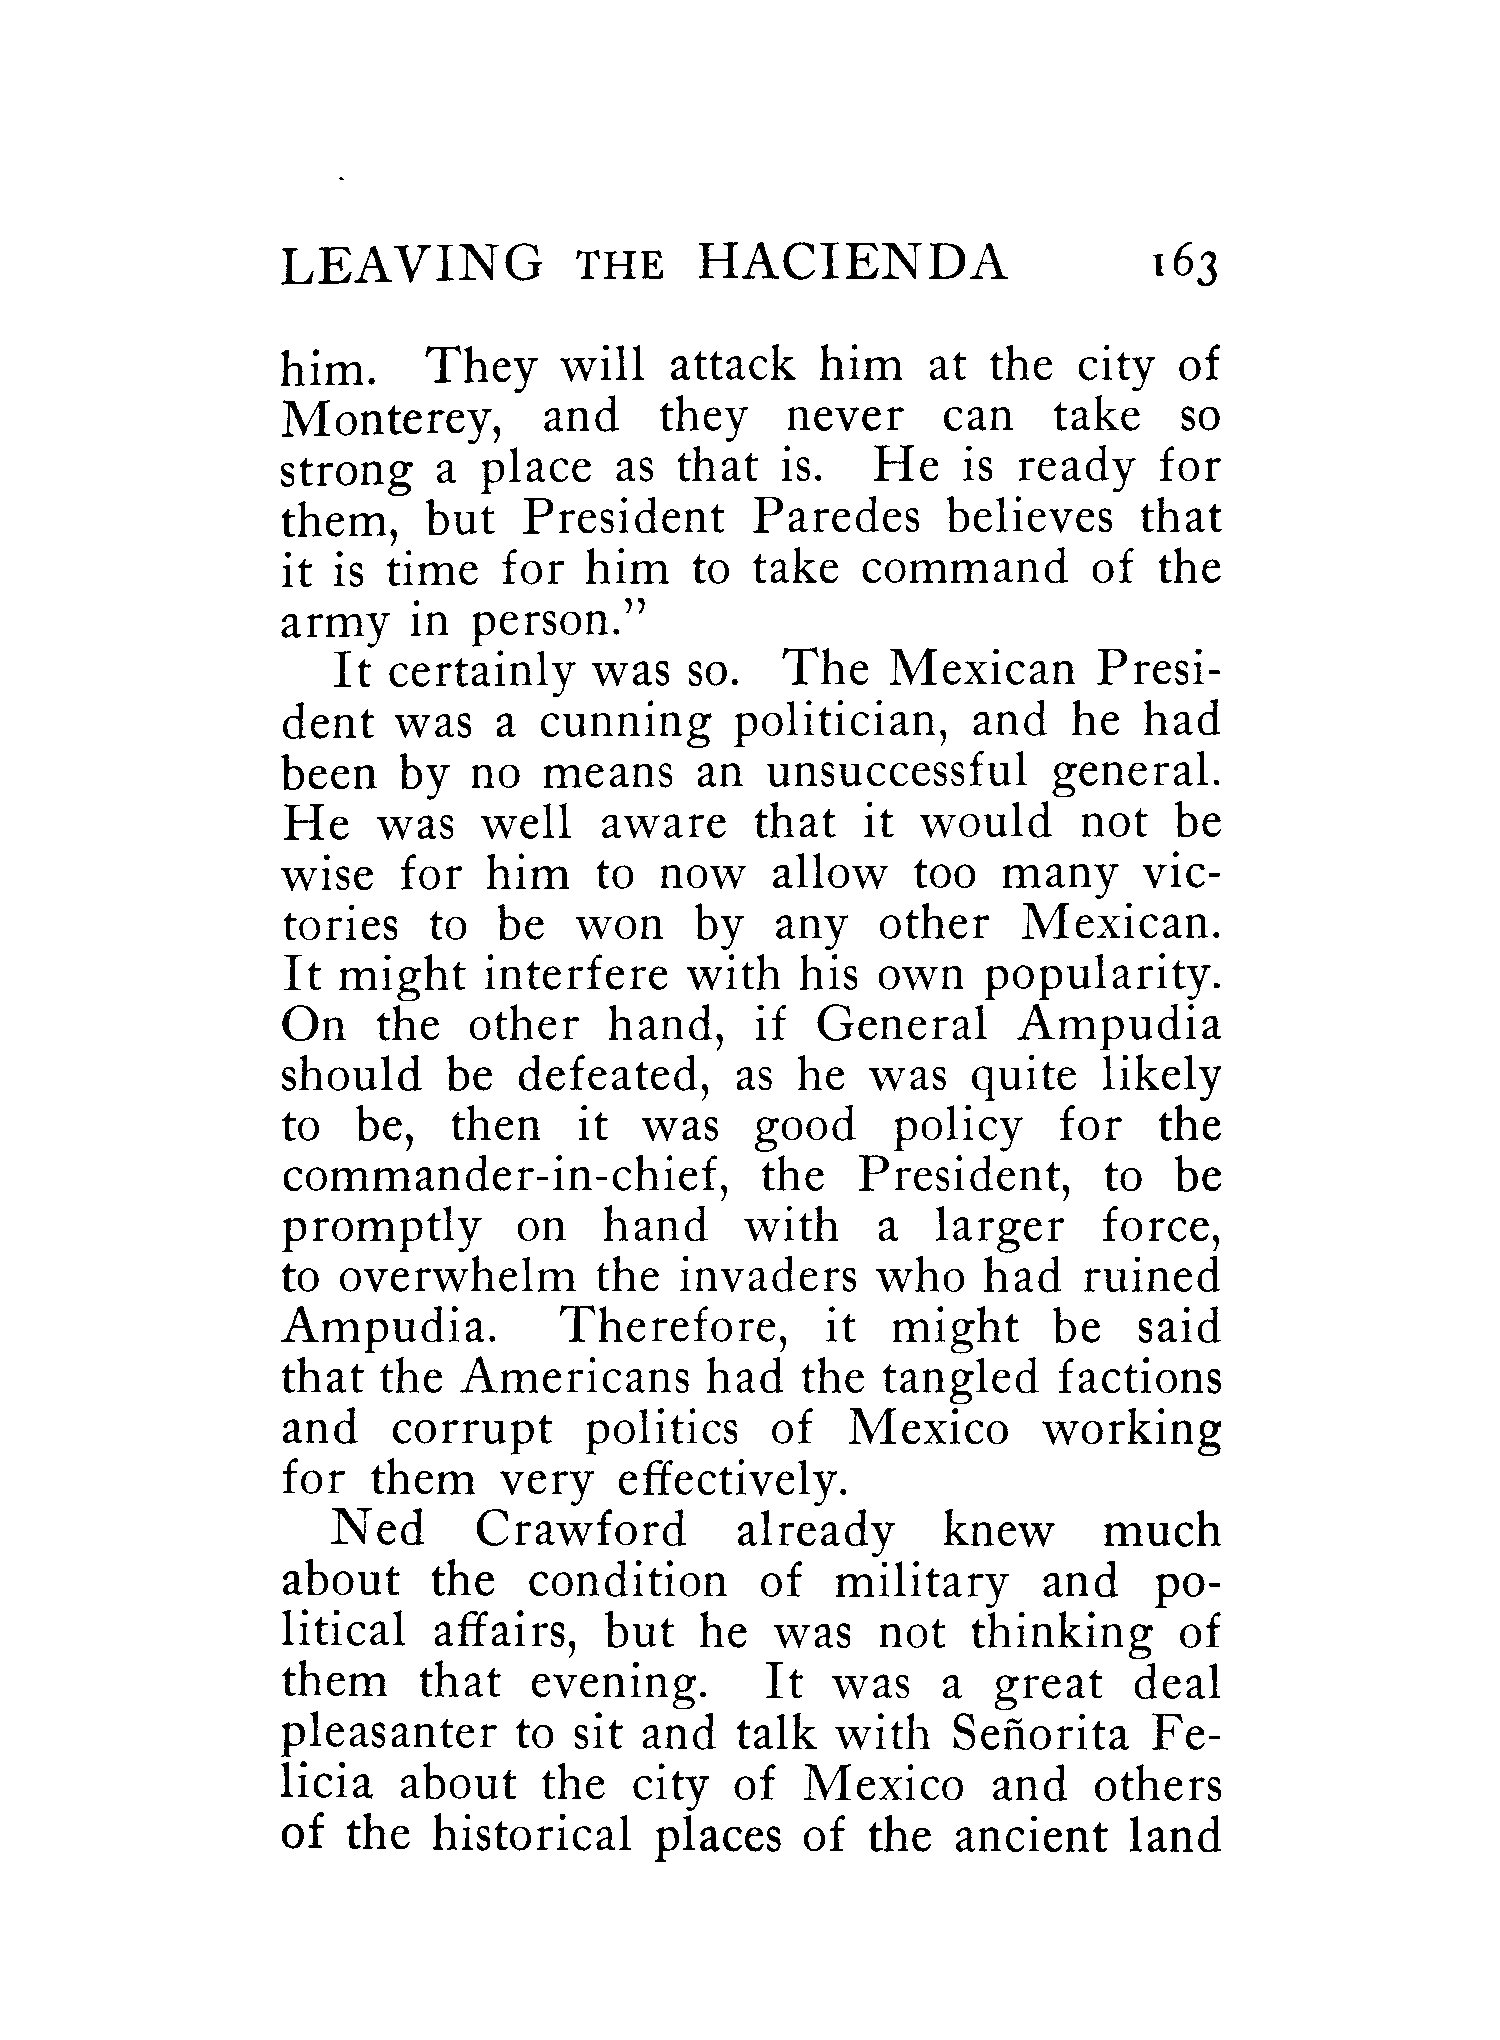 LEAVING THE HACIENDA 163
him. They will attack him at the city of
Monterey, and they never can take so
strong a place as that is. He is ready for
them, but President Paredes believes that
it is time for him to take command of the
army in person.”
It certainly was so. The Mexican Presi-
dent was a cunning politician, and he had
been by no means an unsuccessful general.
He was well aware that it would not be
wise for him to now allow too many vic-
tories to be won by any other Mexican.
It might interfere with his own popularity.
On the other hand, if General Ampudia
should be defeated, as he was quite likely
to be, then it was good policy for the
commander-in-chief, the President, to be
promptly on hand with a larger force,
to overwhelm the invaders who had ruined
Ampudia. Therefore, it might be said
that the Americans had the tangled factions
and corrupt politics of Mexico working
for them very effectively.
Ned Crawford already knew much
about the condition of military and po-
litical affairs, but he was not thinking of
them that evening. It was a great deal
pleasanter to sit and talk with Señorita Fe-
licia about the city of Mexico and others
of the historical places of the ancient land